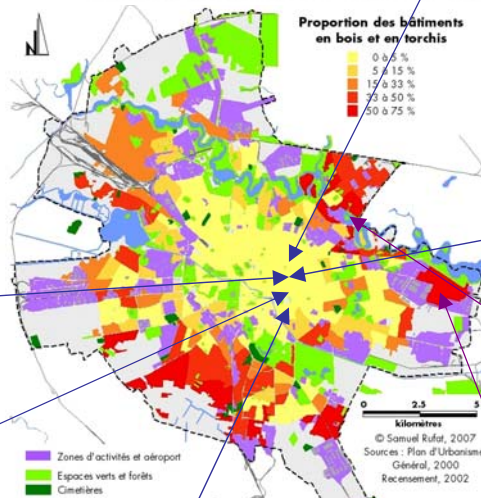 N
Proportion des bâtiments
en bois et en torchis
0 à 5 %
5 à 15 %
15 à 33 %
33 à 50 %
50 à 75 %
0 2.5 5
kilomètres
© Samuel Rufat, 2007
Sources : Plan d'Urbanisme
Général, 2000
Recensement, 2002
Zones d'activités et aéroport
Espaces verts et forêts
Cimetières